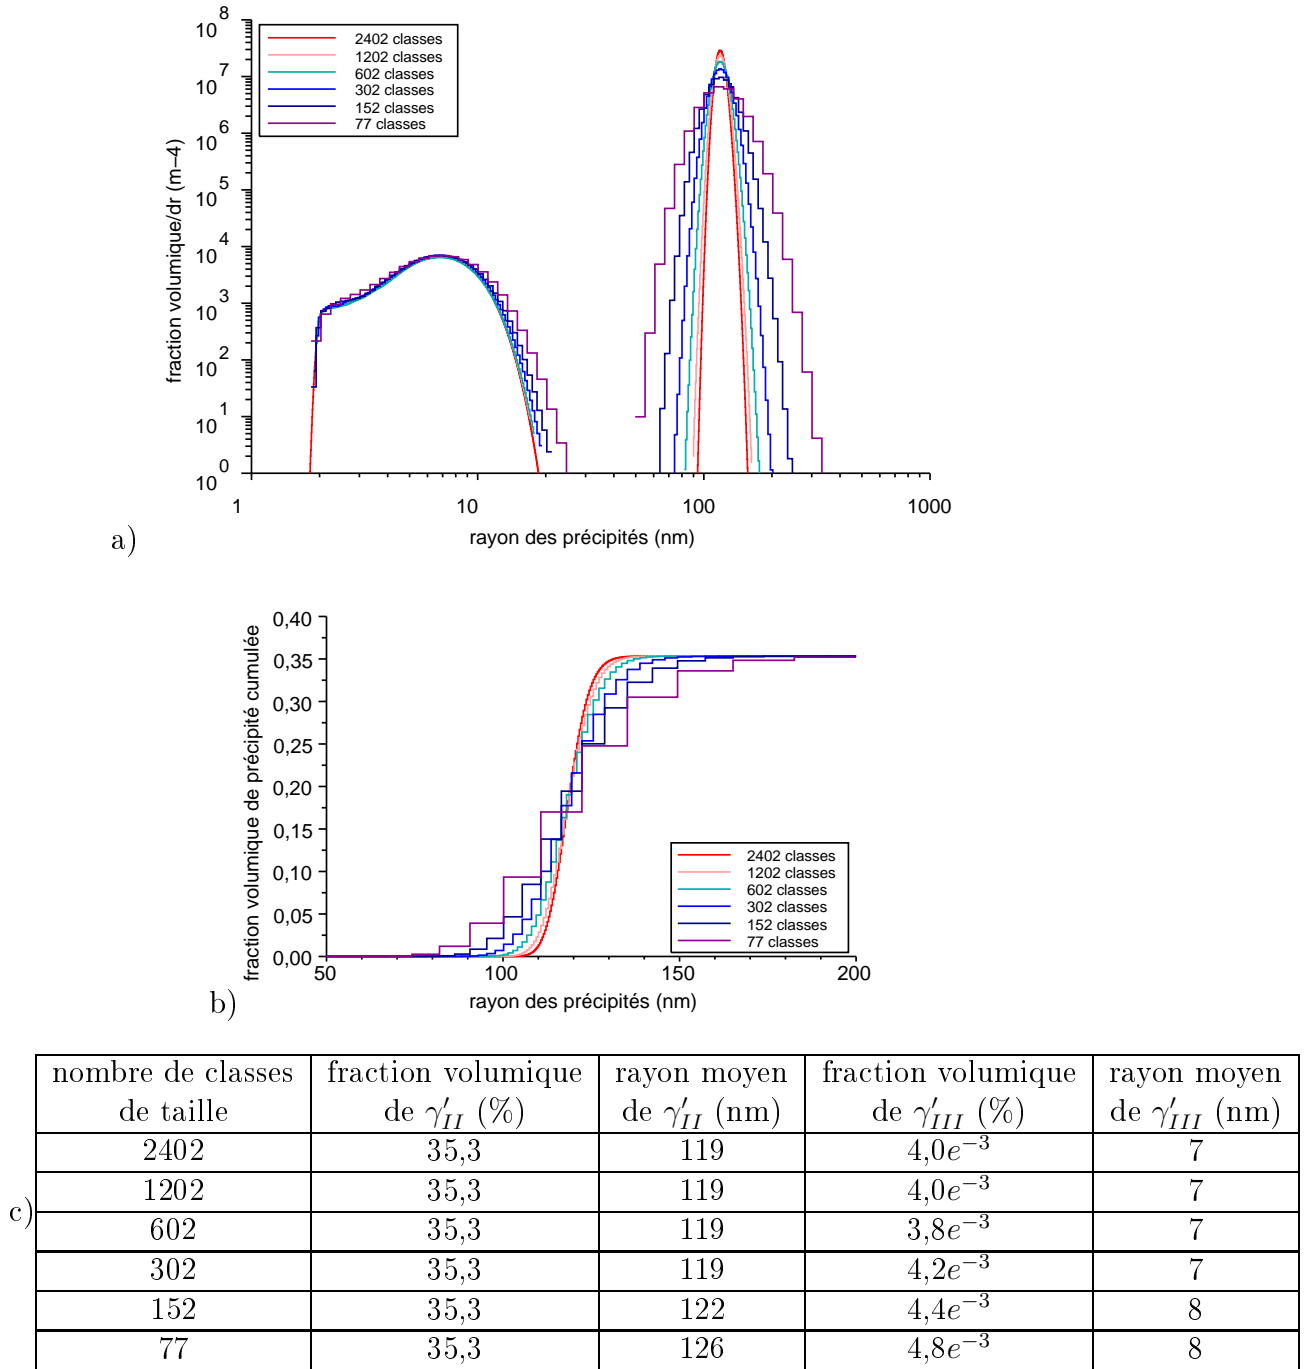 10^8
10^7
10^6
10^5
10^4
10^3
10^2
10^1
10^0
fraction volumique/dr (m−4)
2402 classes
1202 classes
602 classes
302 classes
152 classes
77 classes
1 10 100 1000
rayon des précipités (nm)
a)
0,40
0,35
0,30
0,25
0,20
0,15
0,10
0,05
0,00
fraction volumique de précipité cumulée
2402 classes
1202 classes
602 classes
302 classes
152 classes
77 classes
50 100 150 200
rayon des précipités (nm)
b)
c)
nombre de classes fraction volumique rayon moyen fraction volumique rayon moyen
de taille de γ′_II (%) de γ′_II (nm) de γ′_III (%) de γ′_III (nm)
2402 35,3 119 4,0e^−3 7
1202 35,3 119 4,0e^−3 7
602 35,3 119 3,8e^−3 7
302 35,3 119 4,2e^−3 7
152 35,3 122 4,4e^−3 8
77 35,3 126 4,8e^−3 8